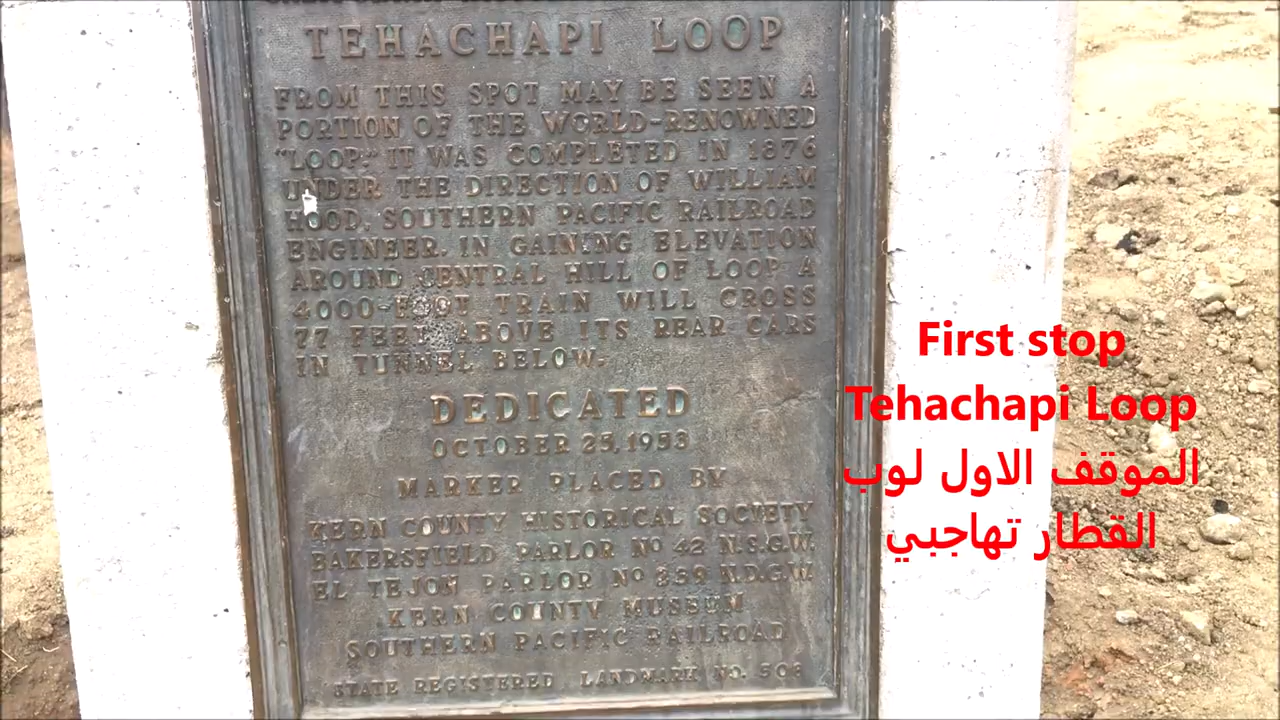 TEHACHAPI LOOP
FROM THIS SPOT MAY BE SEEN A
PORTION OF THE WORLD-RENOWNED
"LOOP." IT WAS COMPLETED IN 1876
UNDER THE DIRECTION OF WILLIAM
HOOD, SOUTHERN PACIFIC RAILROAD
ENGINEER. IN GAINING ELEVATION
AROUND CENTRAL HILL OF LOOP A
4000-FOOT TRAIN WILL CROSS
77 FEET ABOVE ITS REAR CARS
IN TUNNEL BELOW.
DEDICATED
OCTOBER 25, 1953
MARKER PLACED BY
KERN COUNTY HISTORICAL SOCIETY
BAKERSFIELD PARLOR Nº 42 N.S.G.W.
EL TEJON PARLOR Nº 239 N.D.G.W.
KERN COUNTY MUSEUM
SOUTHERN PACIFIC RAILROAD
STATE REGISTERED LANDMARK NO.
First stop
Tehachapi Loop
الموقف الاول لوب
القطار تهاجبي